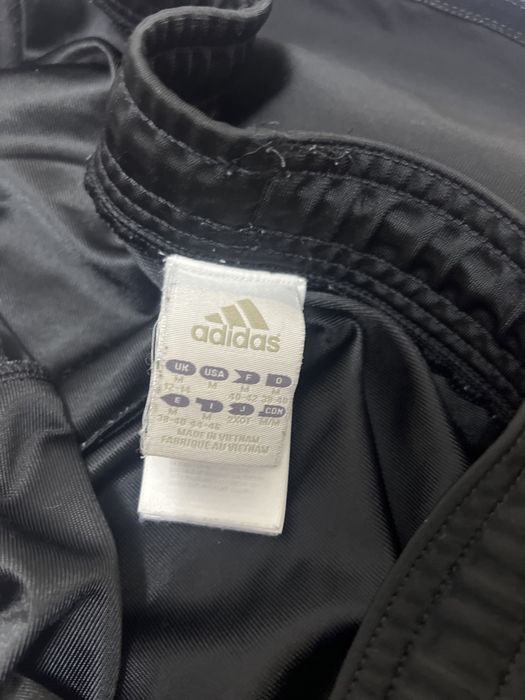 adidas
UK USA F D
M M M M
12-14 40-42 38-40
E I J CDN
M M 2XOT M/M
38-40 44-46
MADE IN VIETNAM
FABRIQUÉ AU VIETNAM